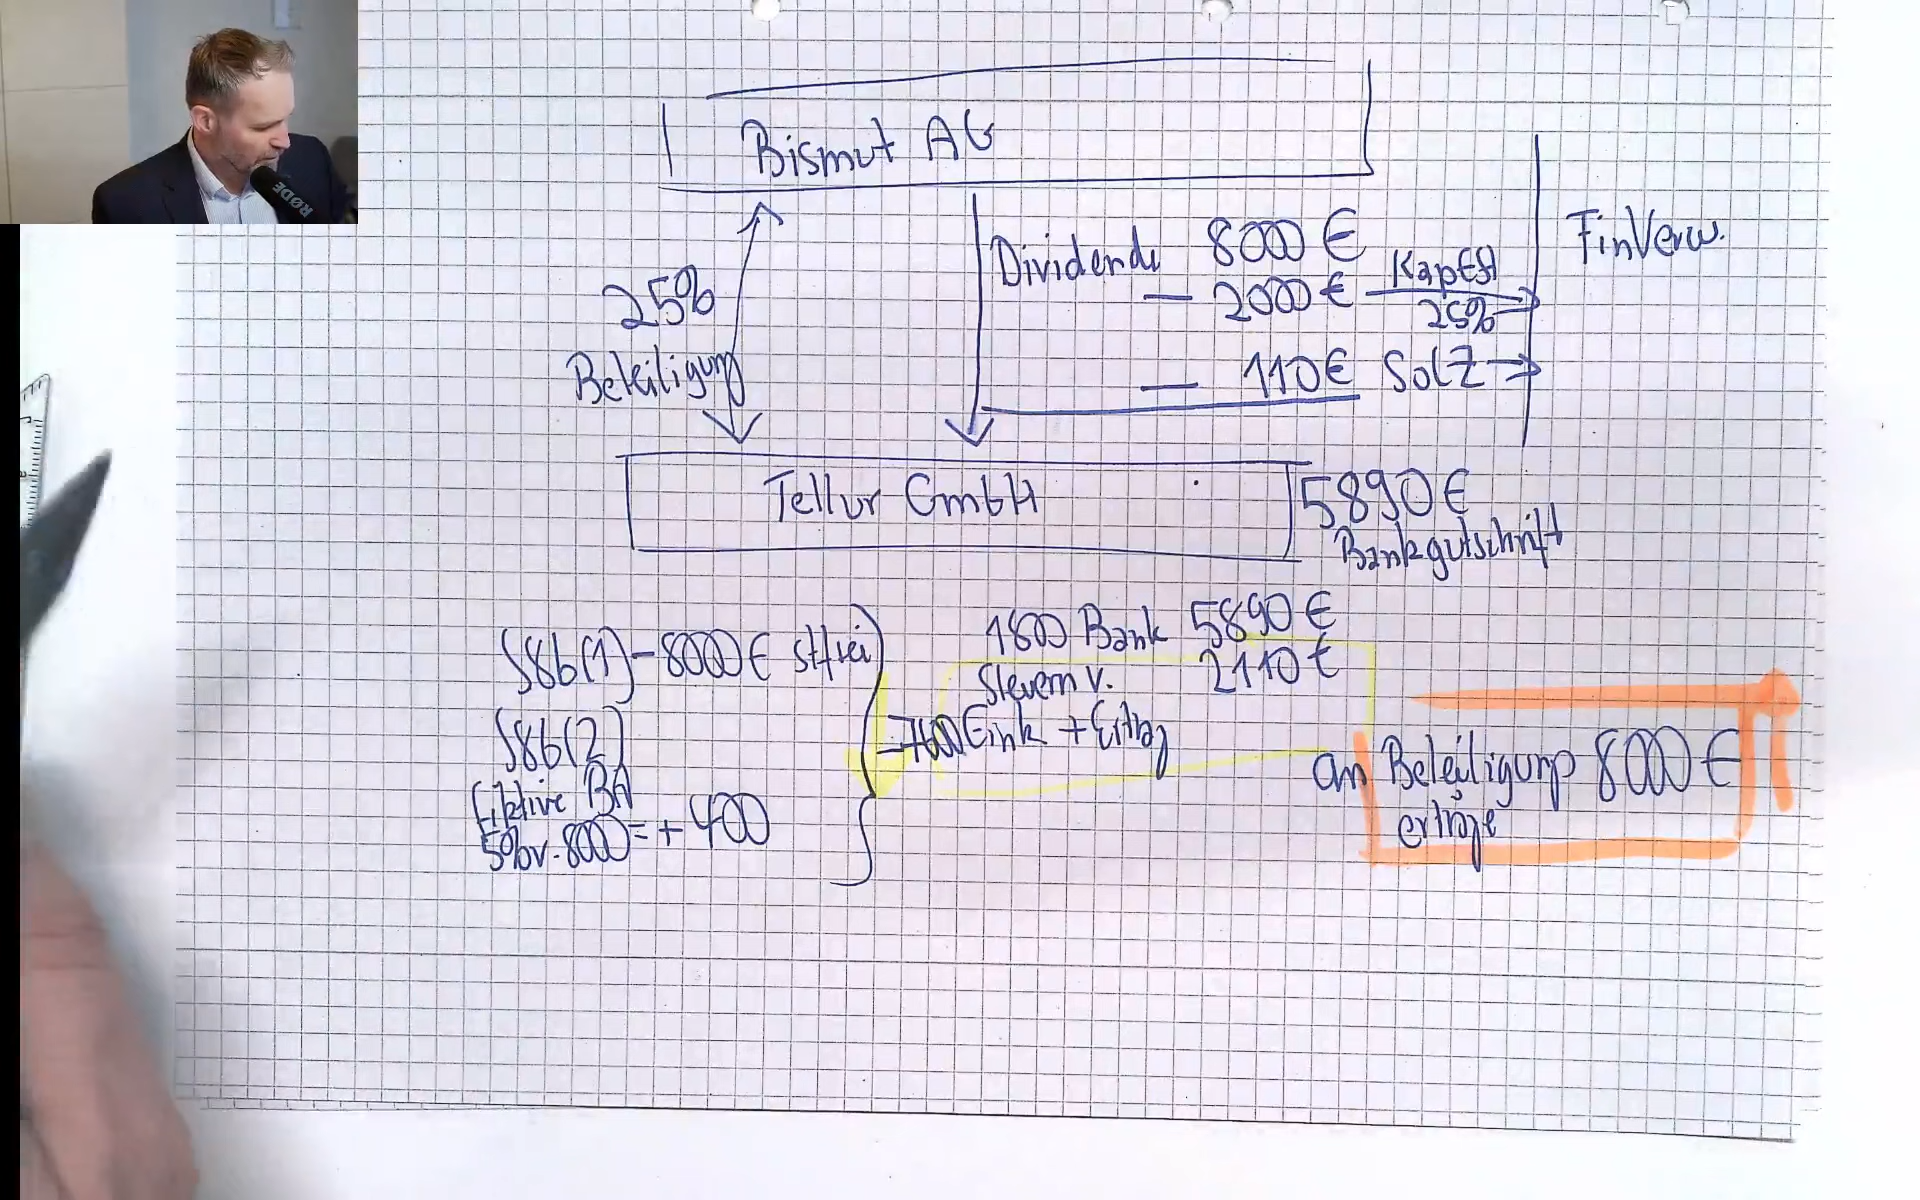 RØDE
Bismut AG
25%
Beteiligung
Dividende 8000 €
– 2000 € KapESt
25%
– 110 € SolZ
FinVerw.
Tellur GmbH
5890 €
Bankgutschrift
§8b(1) – 8000 € stfrei
§8b(2)
fiktive BA
5% v. 8000 = + 400
– 7600
1800 Bank 5890 €
Steuern v. 2110 €
Eink + Ertrag
an Beteiligungs 8000 €
erträge